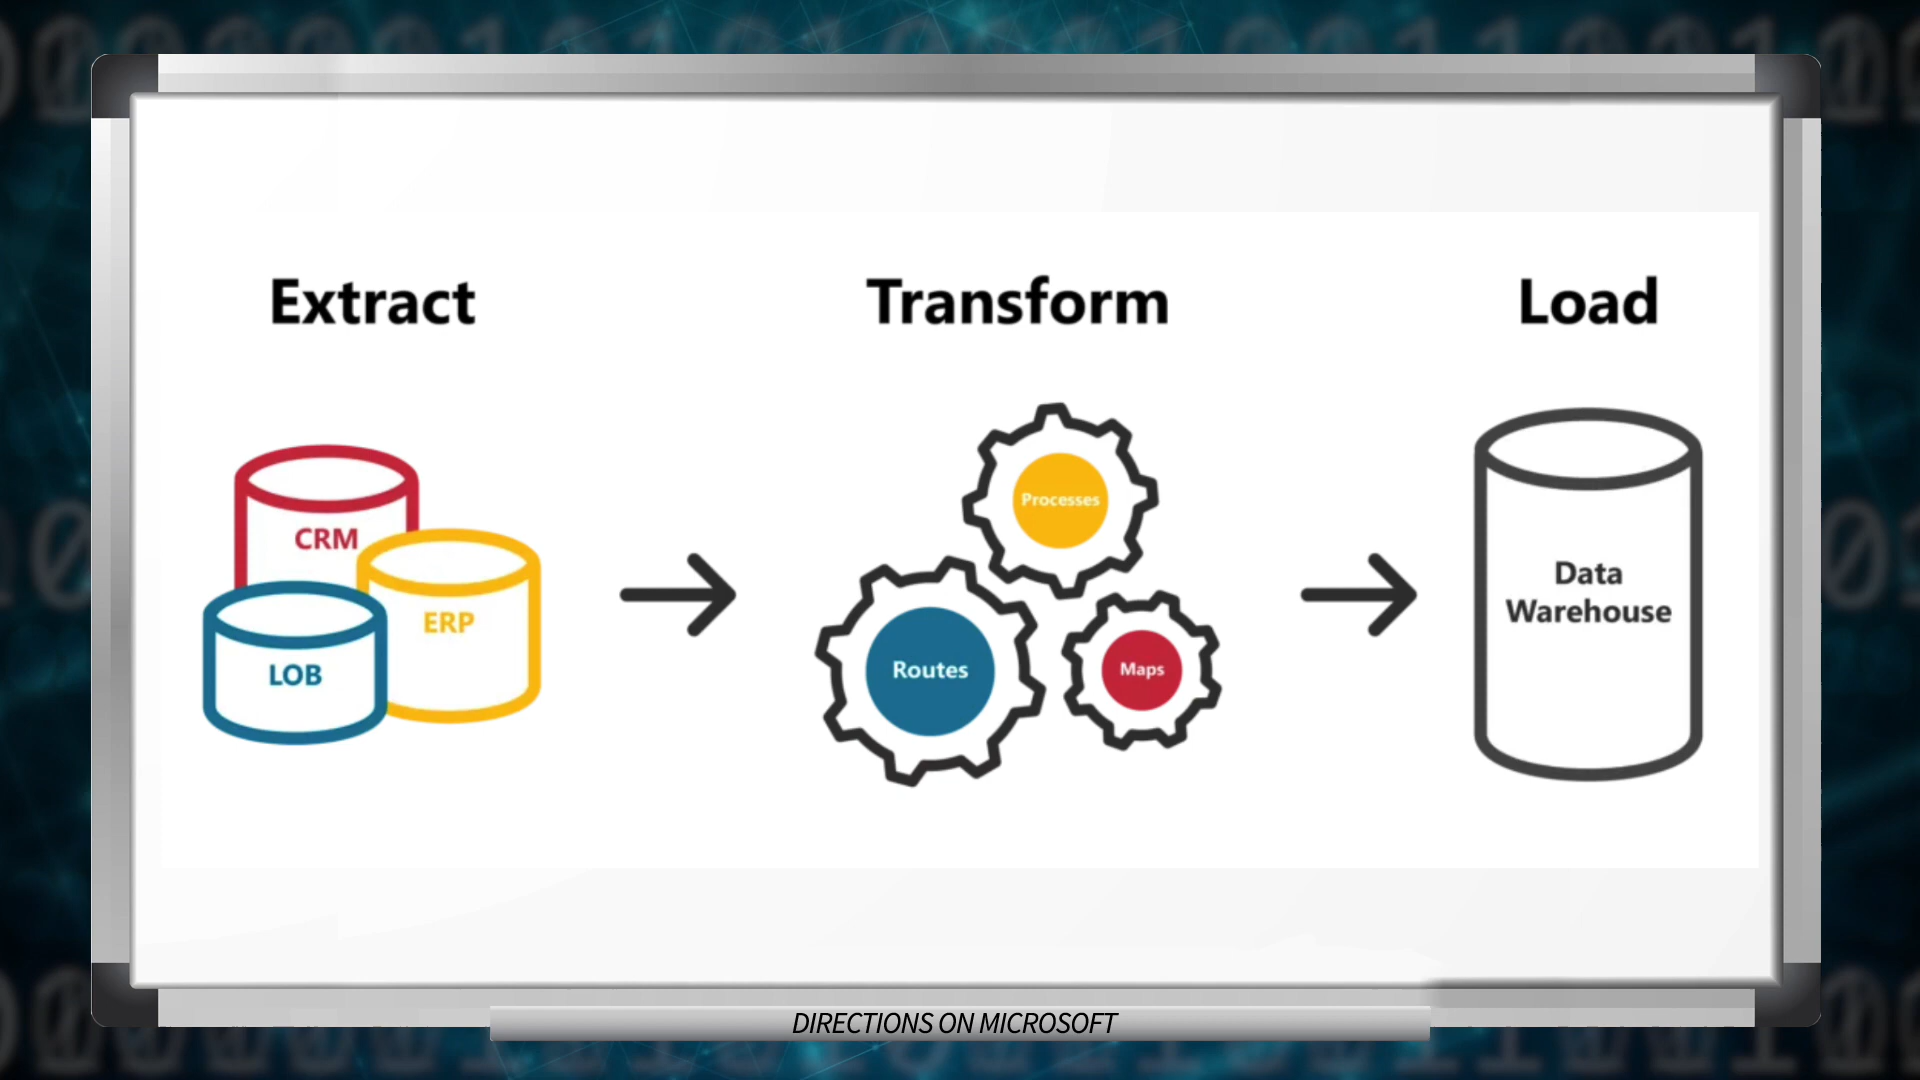 Extract
Transform
Load
CRM
ERP
LOB
Processes
Routes
Maps
Data
Warehouse
DIRECTIONS ON MICROSOFT